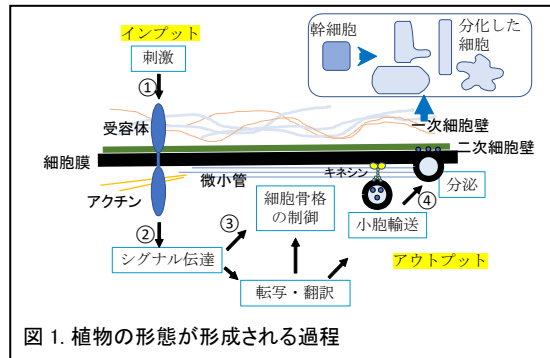 インプット
刺激
①
受容体
細胞膜
アクチン
微小管
②
シグナル伝達
③
細胞骨格
の制御
転写・翻訳
キネシン
小胞輸送
④
分泌
アウトプット
一次細胞壁
二次細胞壁
幹細胞
分化した
細胞
図 1. 植物の形態が形成される過程